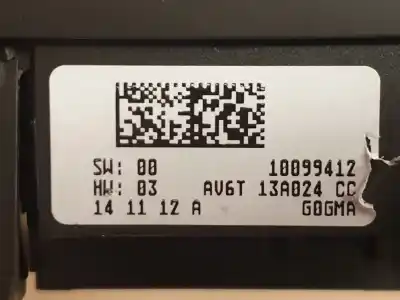 SW: 00 10099412
HW: 03 AV6T 13A024 CC
14 11 12 A G0GMA